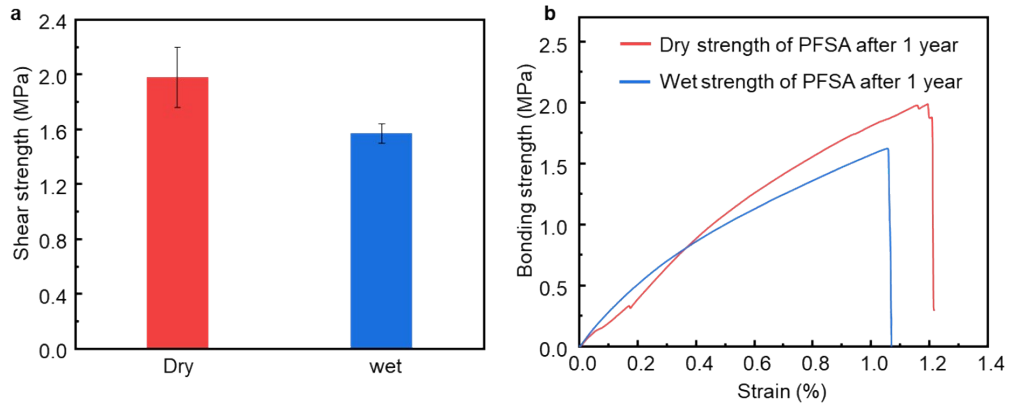 a
2.4
2.0
1.6
1.2
0.8
0.4
0.0
Shear strength (MPa)
Dry
wet
b
2.5
2.0
1.5
1.0
0.5
0.0
Bonding strength (MPa)
Dry strength of PFSA after 1 year
Wet strength of PFSA after 1 year
0.0 0.2 0.4 0.6 0.8 1.0 1.2 1.4
Strain (%)